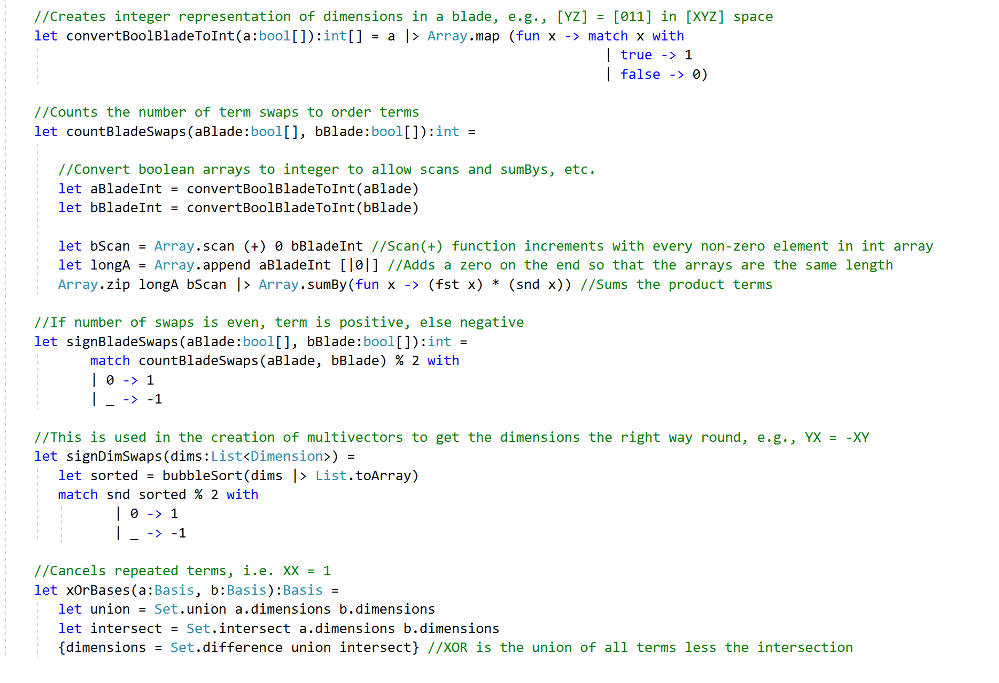 //Creates integer representation of dimensions in a blade, e.g., [YZ] = [011] in [XYZ] space
let convertBoolBladeToInt(a:bool[]):int[] = a |> Array.map (fun x -> match x with
| true -> 1
| false -> 0)
//Counts the number of term swaps to order terms
let countBladeSwaps(aBlade:bool[], bBlade:bool[]):int =
//Convert boolean arrays to integer to allow scans and sumBys, etc.
let aBladeInt = convertBoolBladeToInt(aBlade)
let bBladeInt = convertBoolBladeToInt(bBlade)
let bScan = Array.scan (+) 0 bBladeInt //Scan(+) function increments with every non-zero element in int array
let longA = Array.append aBladeInt [|0|] //Adds a zero on the end so that the arrays are the same length
Array.zip longA bScan |> Array.sumBy(fun x -> (fst x) * (snd x)) //Sums the product terms
//If number of swaps is even, term is positive, else negative
let signBladeSwaps(aBlade:bool[], bBlade:bool[]):int =
match countBladeSwaps(aBlade, bBlade) % 2 with
| 0 -> 1
| _ -> -1
//This is used in the creation of multivectors to get the dimensions the right way round, e.g., YX = -XY
let signDimSwaps(dims:List<Dimension>) =
let sorted = bubbleSort(dims |> List.toArray)
match snd sorted % 2 with
| 0 -> 1
| _ -> -1
//Cancels repeated terms, i.e. XX = 1
let xOrBases(a:Basis, b:Basis):Basis =
let union = Set.union a.dimensions b.dimensions
let intersect = Set.intersect a.dimensions b.dimensions
{dimensions = Set.difference union intersect} //XOR is the union of all terms less the intersection